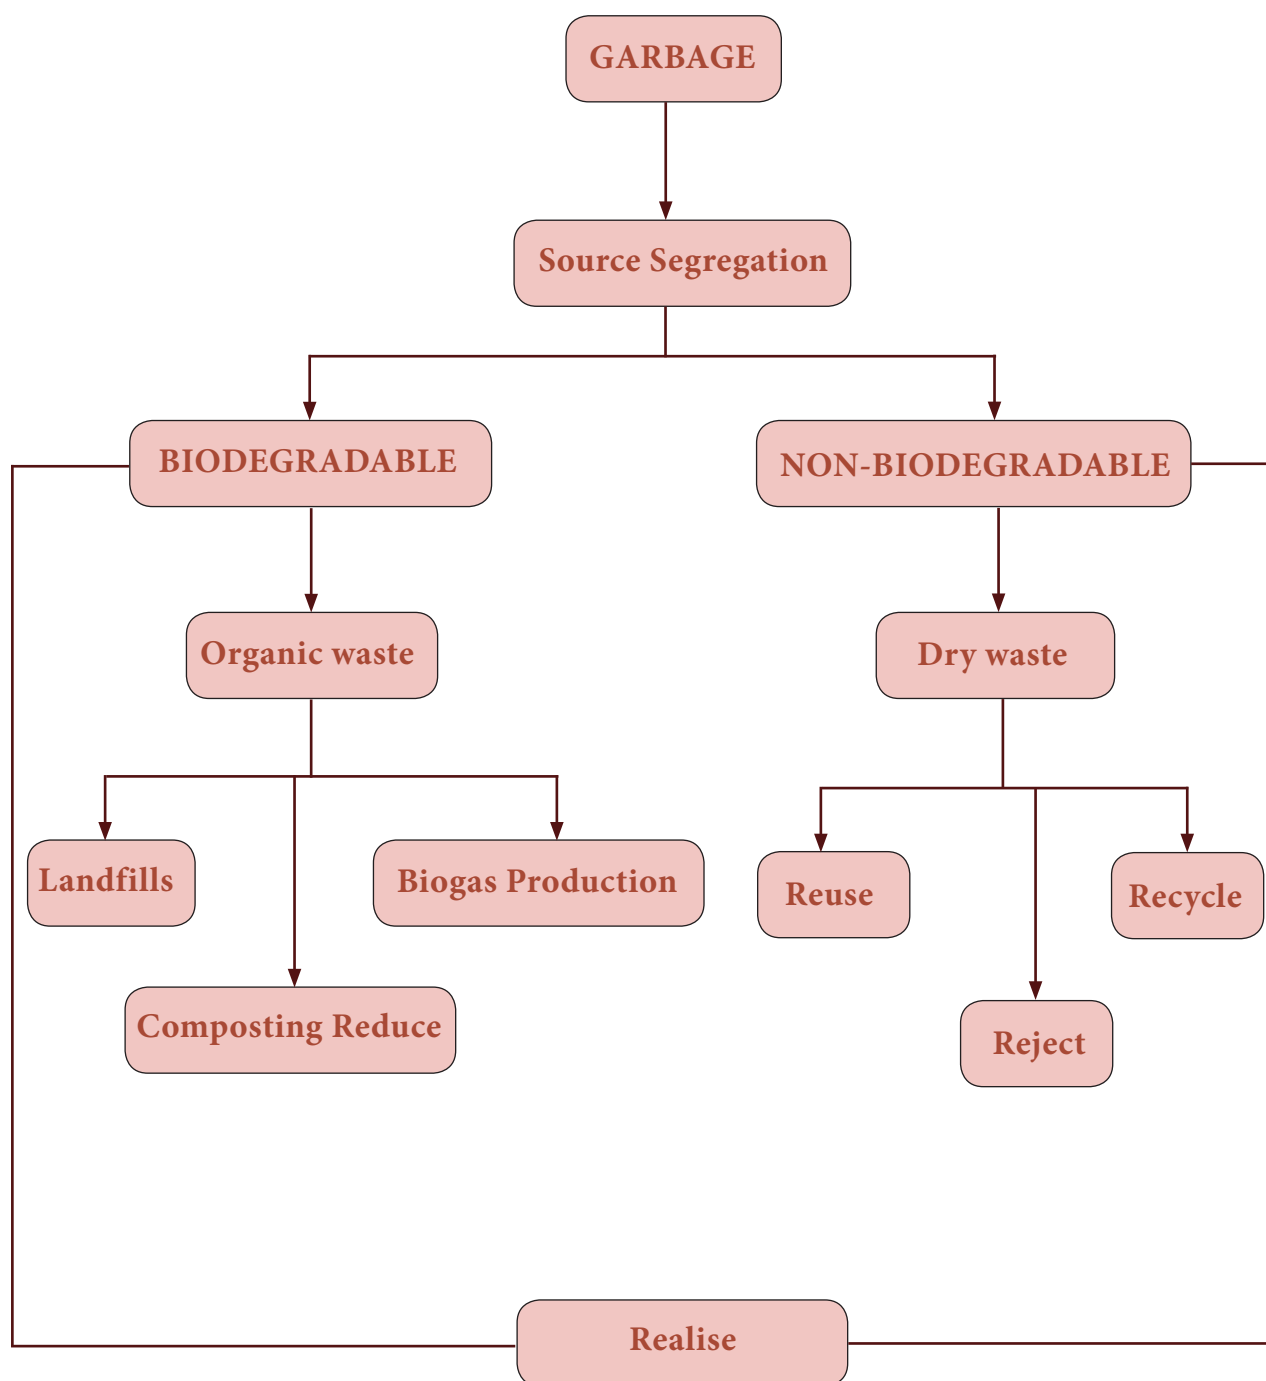 GARBAGE
Source Segregation
BIODEGRADABLE
NON-BIODEGRADABLE
Organic waste
Dry waste
Landfills
Biogas Production
Reuse
Recycle
Composting Reduce
Reject
Realise